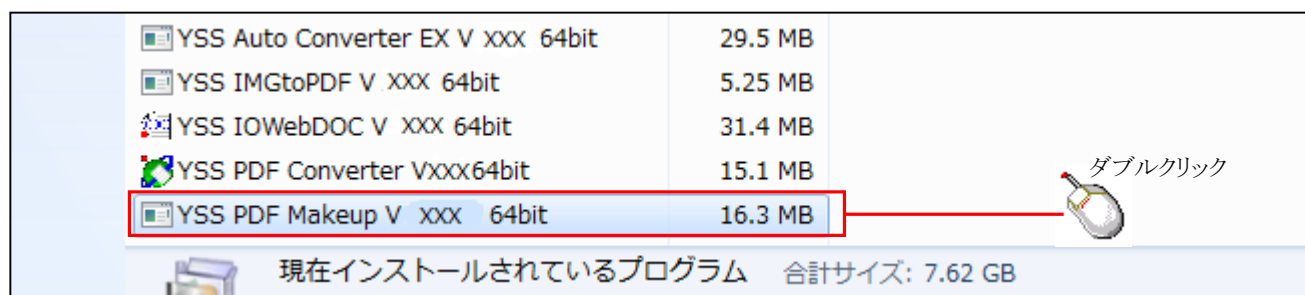 YSS Auto Converter EX V XXX 64bit 29.5 MB
YSS IMGtoPDF V XXX 64bit 5.25 MB
YSS IOWebDOC V XXX 64bit 31.4 MB
YSS PDF Converter VXXX64bit 15.1 MB
ダブルクリック
YSS PDF Makeup V XXX 64bit 16.3 MB
現在インストールされているプログラム 合計サイズ: 7.62 GB